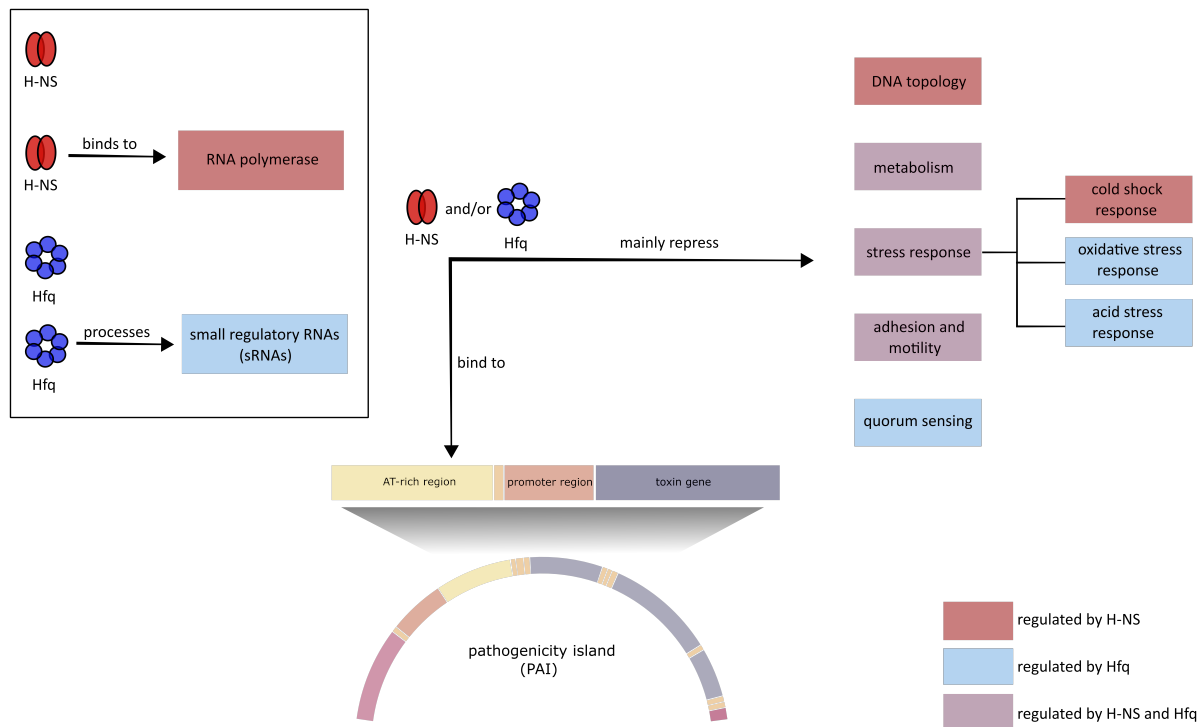 H-NS
binds to
H-NS
RNA polymerase
Hfq
processes
Hfq
small regulatory RNAs
(sRNAs)
H-NS
and/or
Hfq
mainly repress
bind to
DNA topology
metabolism
stress response
adhesion and
motility
quorum sensing
cold shock
response
oxidative stress
response
acid stress
response
AT-rich region
promoter region
toxin gene
pathogenicity island
(PAI)
regulated by H-NS
regulated by Hfq
regulated by H-NS and Hfq